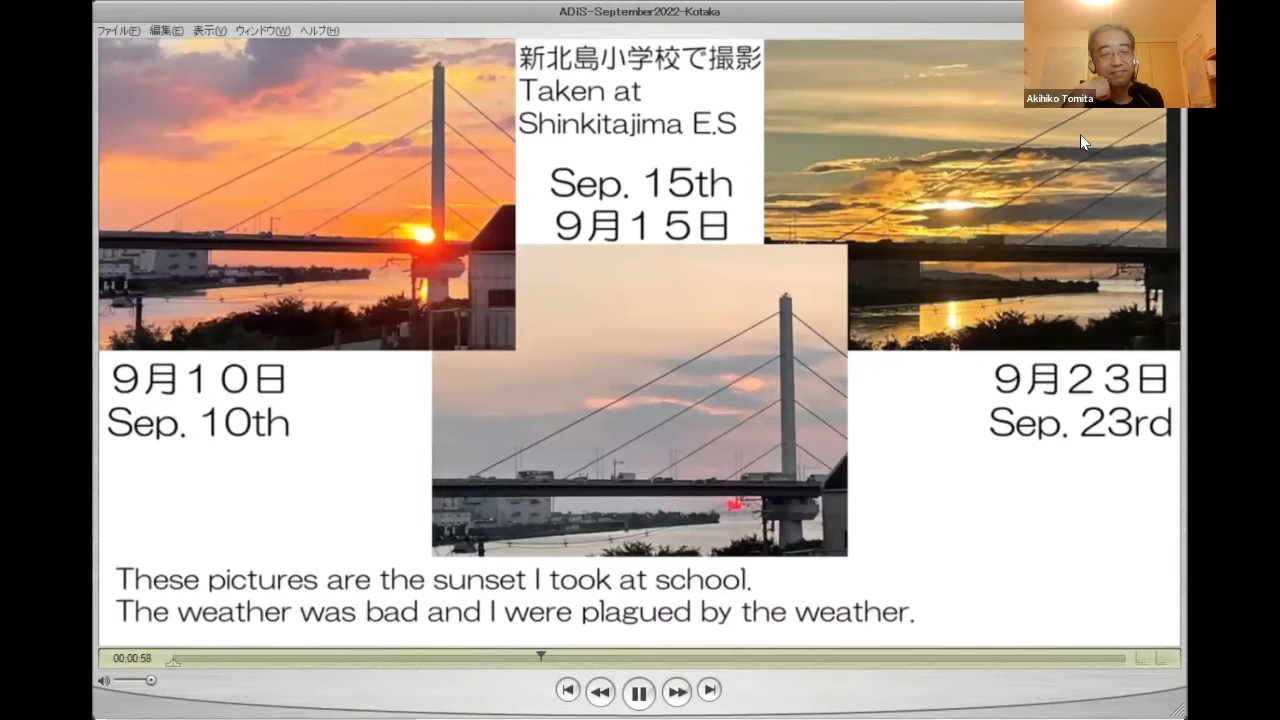 ADiS-September2022-Kotaka
ファイル(F) 編集(E) 表示(V) ウィンドウ(W) ヘルプ(H)
Akihiko Tomita
新北島小学校で撮影
Taken at
Shinkitajima E.S
Sep. 15th
9月15日
9月10日
Sep. 10th
9月23日
Sep. 23rd
These pictures are the sunset I took at school.
The weather was bad and I were plagued by the weather.
00:00:58